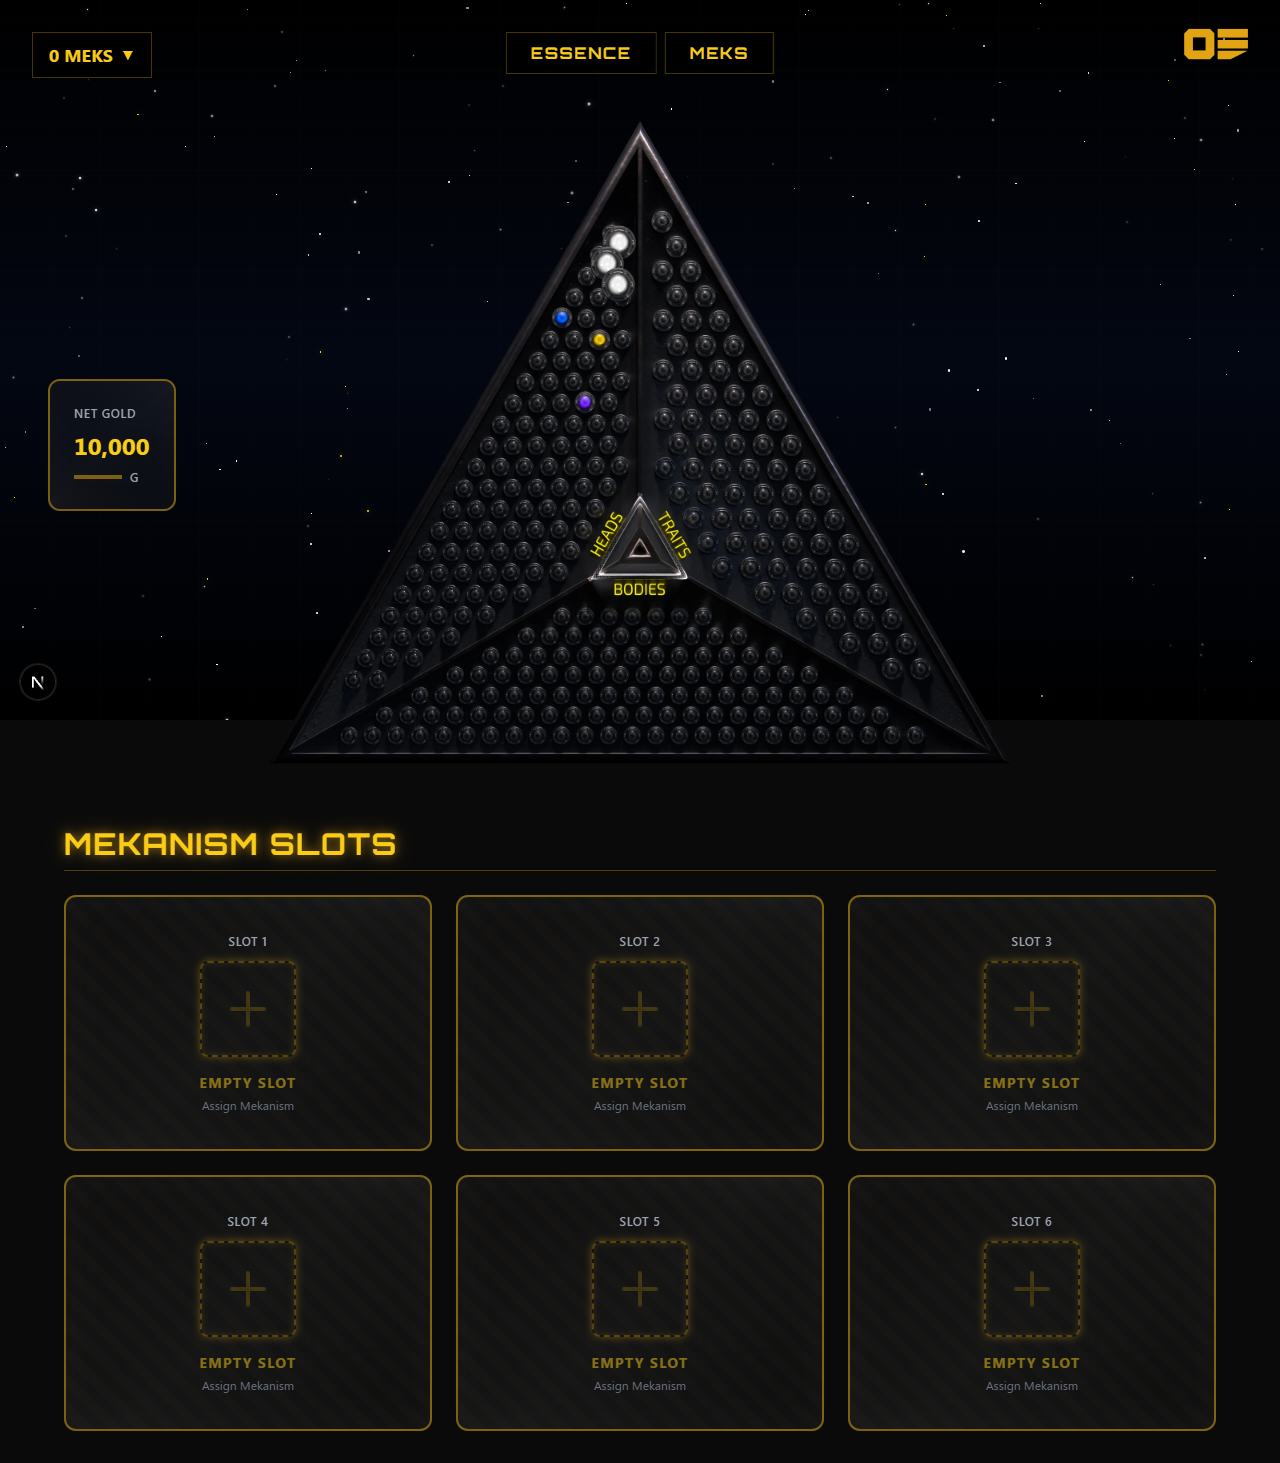 0 MEKS ▼
ESSENCE
MEKS
OE
HEADS
TRAITS
BODIES
NET GOLD
10,000
G
N
MEKANISM SLOTS
SLOT 1
EMPTY SLOT
Assign Mekanism
SLOT 2
EMPTY SLOT
Assign Mekanism
SLOT 3
EMPTY SLOT
Assign Mekanism
SLOT 4
EMPTY SLOT
Assign Mekanism
SLOT 5
EMPTY SLOT
Assign Mekanism
SLOT 6
EMPTY SLOT
Assign Mekanism